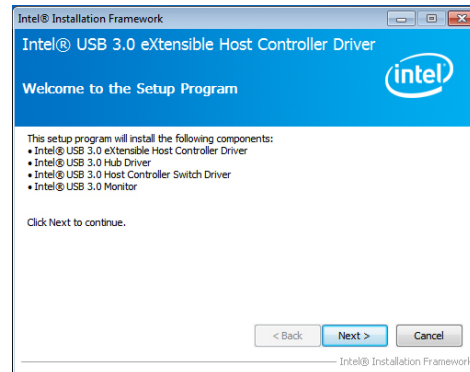 Intel® Installation Framework
Intel® USB 3.0 eXtensible Host Controller Driver
Welcome to the Setup Program
intel
This setup program will install the following components:
• Intel® USB 3.0 eXtensible Host Controller Driver
• Intel® USB 3.0 Hub Driver
• Intel® USB 3.0 Host Controller Switch Driver
• Intel® USB 3.0 Monitor
Click Next to continue.
< Back Next > Cancel
Intel® Installation Framework